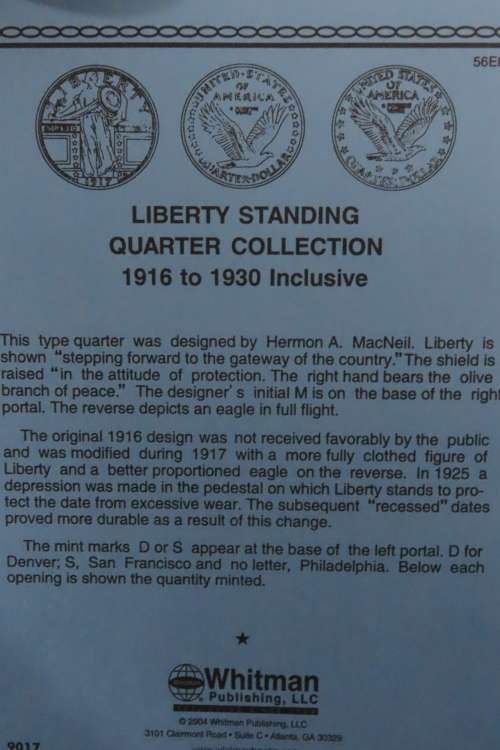 56E
LIBERTY
1917
UNITED·STATES
OF
AMERICA
QUARTER·DOLLAR
UNITED STATES
OF
AMERICA
QUARTER DOLLAR
LIBERTY STANDING
QUARTER COLLECTION
1916 to 1930 Inclusive
This type quarter was designed by Hermon A. MacNeil. Liberty is
shown "stepping forward to the gateway of the country." The shield is
raised "in the attitude of protection. The right hand bears the olive
branch of peace." The designer's initial M is on the base of the right
portal. The reverse depicts an eagle in full flight.
The original 1916 design was not received favorably by the public
and was modified during 1917 with a more fully clothed figure of
Liberty and a better proportioned eagle on the reverse. In 1925 a
depression was made in the pedestal on which Liberty stands to pro-
tect the date from excessive wear. The subsequent "recessed" dates
proved more durable as a result of this change.
The mint marks D or S appear at the base of the left portal. D for
Denver; S, San Francisco and no letter, Philadelphia. Below each
opening is shown the quantity minted.
Whitman
Publishing, LLC
© 2004 Whitman Publishing, LLC
3101 Clairmont Road • Suite C • Atlanta, GA 30329
9017